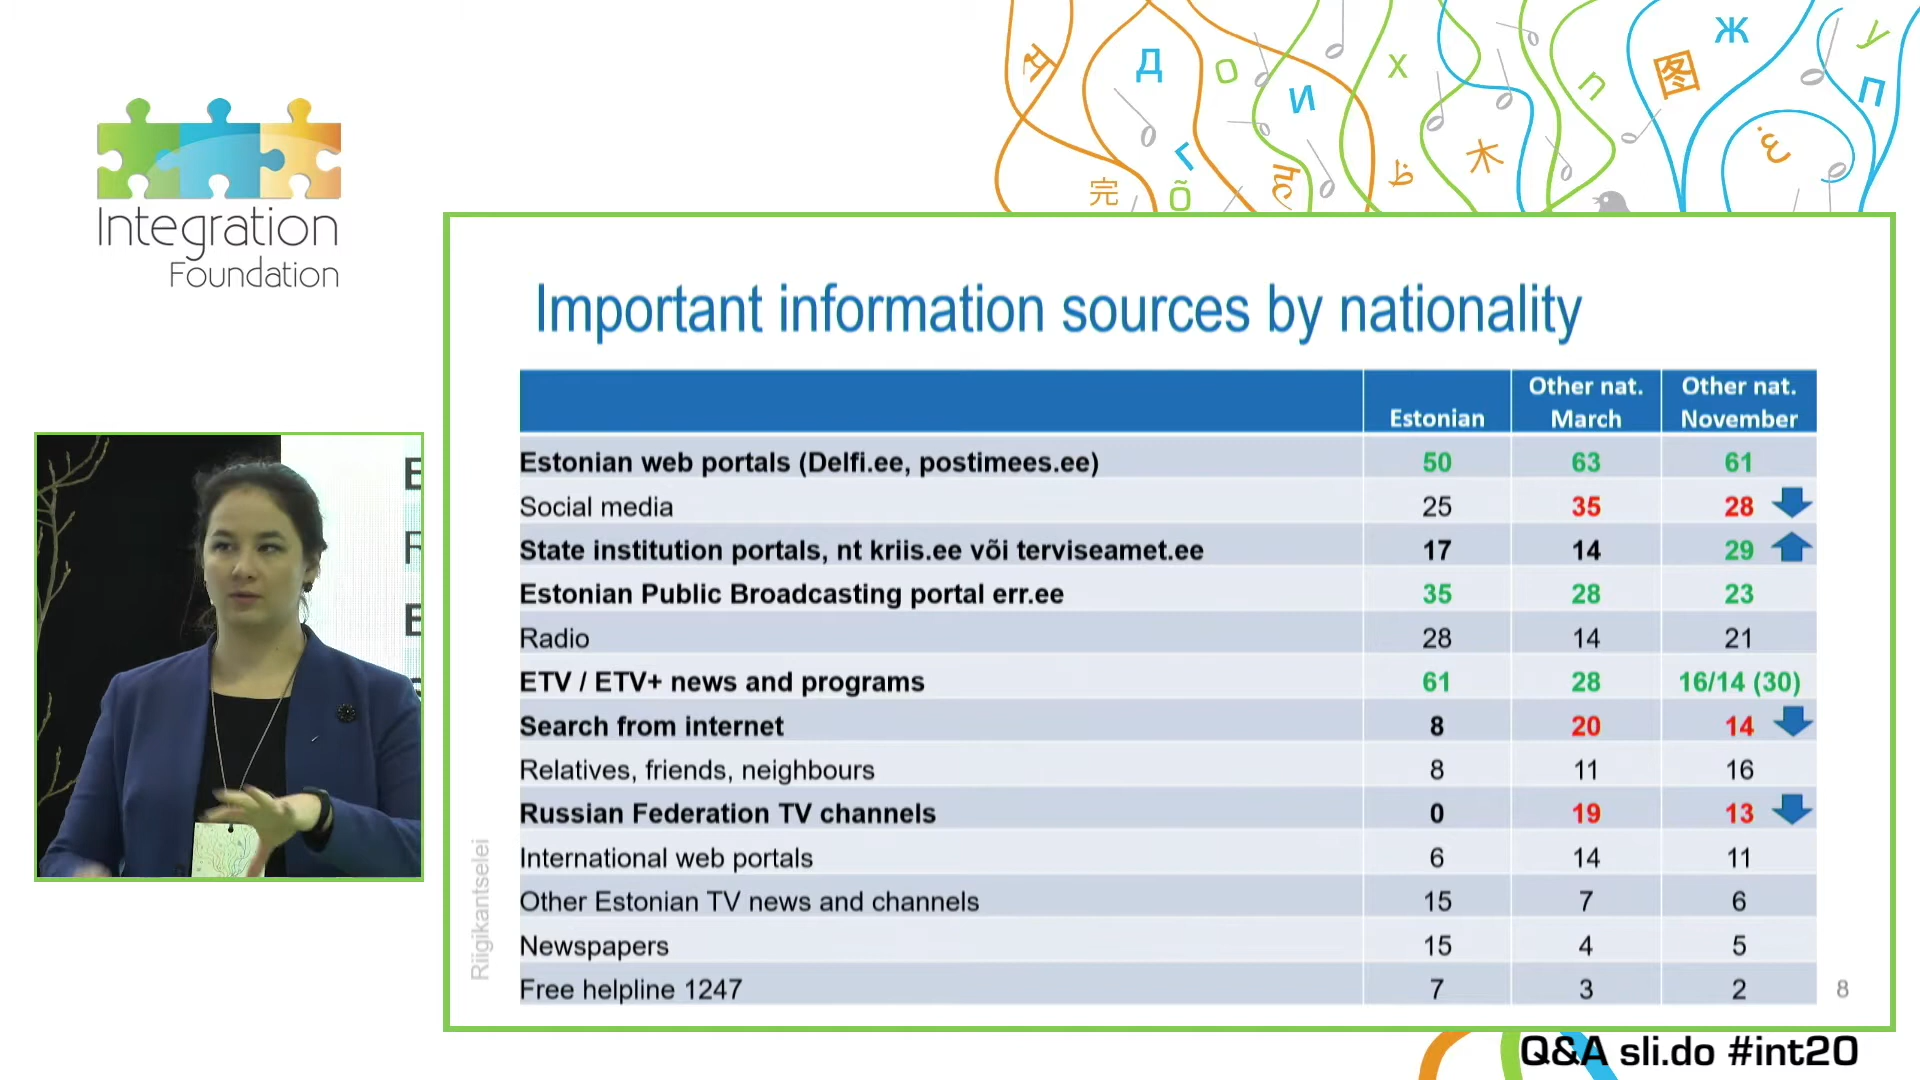 Integration
Foundation
Important information sources by nationality
Estonian
Other nat. March
Other nat. November
Estonian web portals (Delfi.ee, postimees.ee) 50 63 61
Social media 25 35 28
State institution portals, nt kriis.ee või terviseamet.ee 17 14 29
Estonian Public Broadcasting portal err.ee 35 28 23
Radio 28 14 21
ETV / ETV+ news and programs 61 28 16/14 (30)
Search from internet 8 20 14
Relatives, friends, neighbours 8 11 16
Russian Federation TV channels 0 19 13
International web portals 6 14 11
Other Estonian TV news and channels 15 7 6
Newspapers 15 4 5
Free helpline 1247 7 3 2
Riigikantselei
8
Q&A sli.do #int20